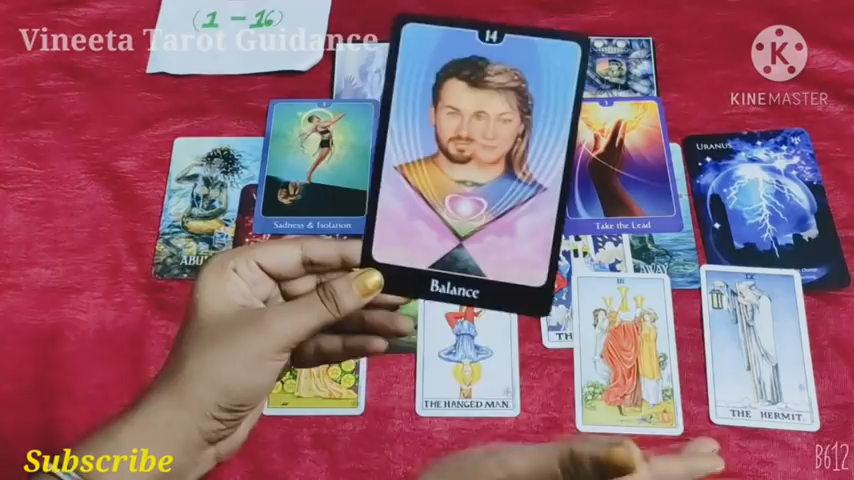 (1 - 16)
Vineeta Tarot Guidance
KINEMASTER
14
Balance
Sadness & Isolation
Take the Lead
URANUS
AWAY
III
IX
THE HANGED MAN.
THE HERMIT.
Subscribe
B612